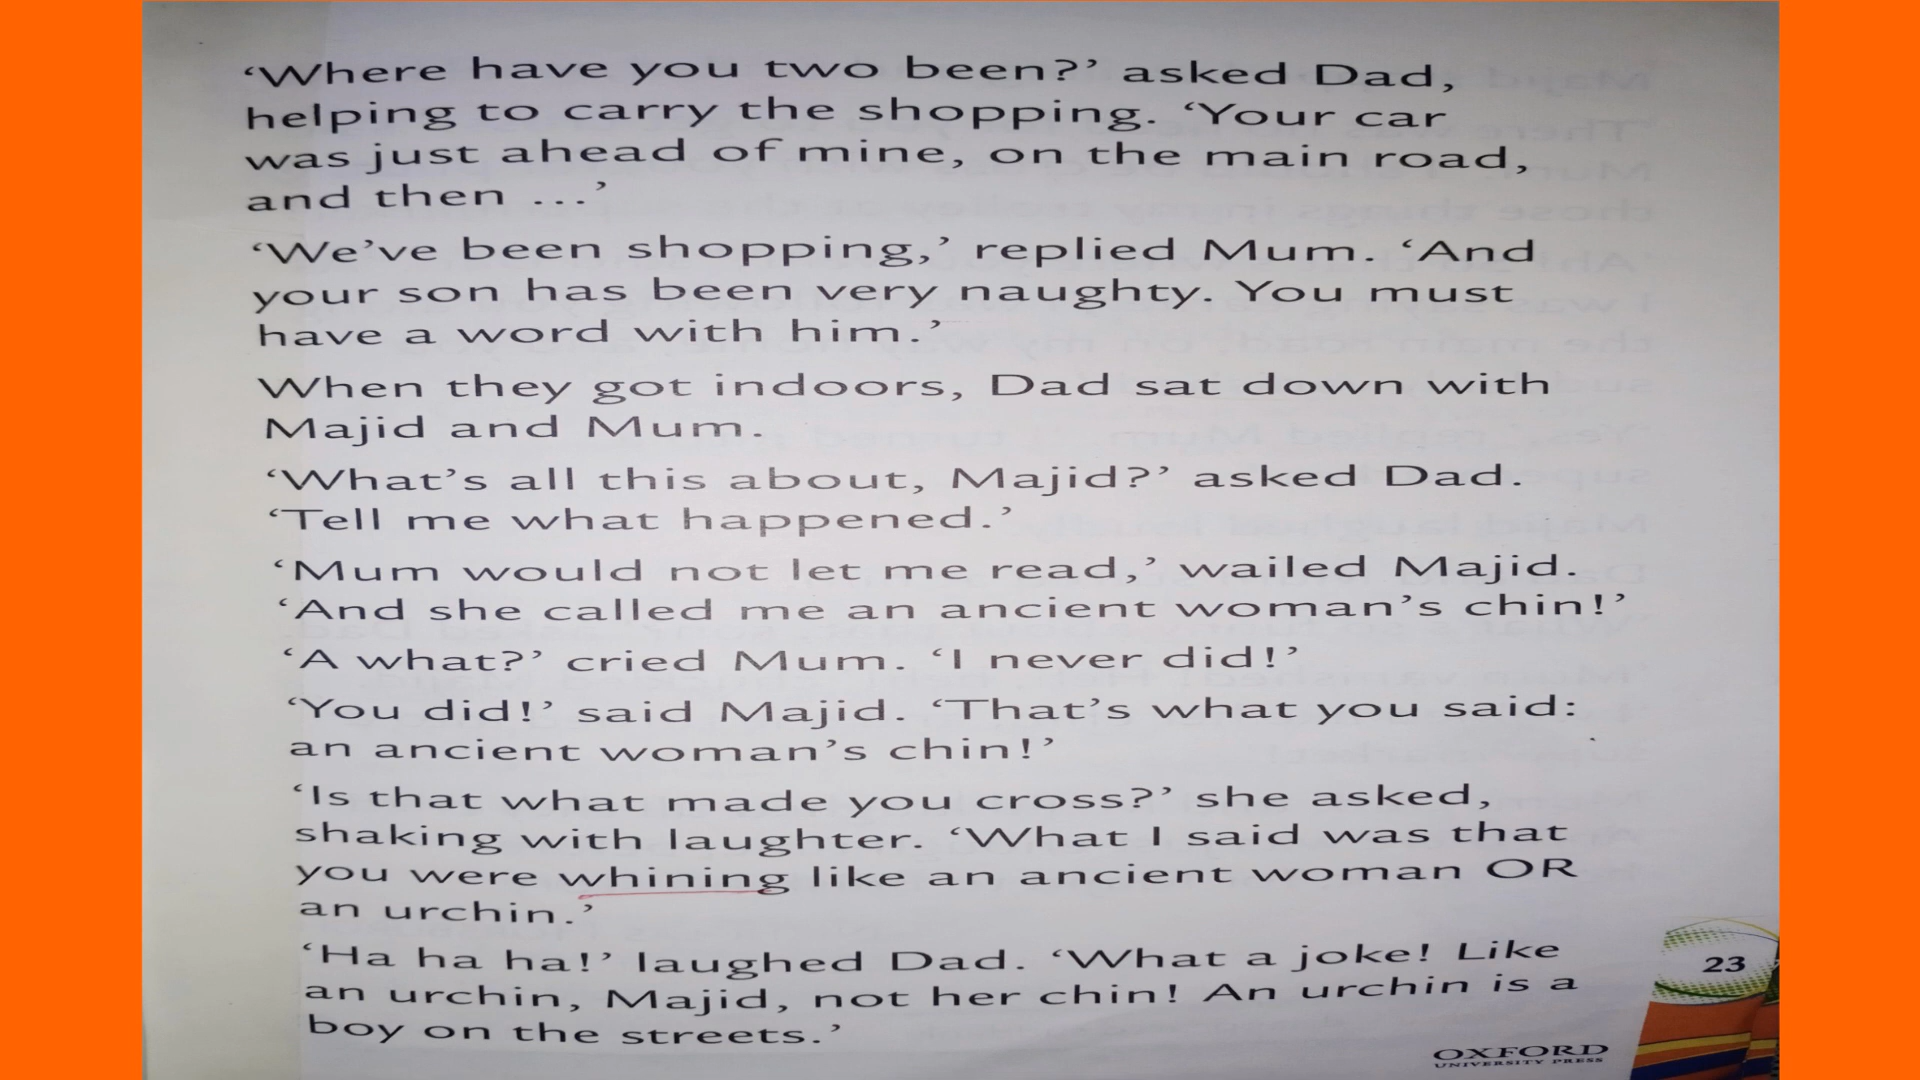 ‘Where have you two been?’ asked Dad,
helping to carry the shopping. ‘Your car
was just ahead of mine, on the main road,
and then ...’
‘We’ve been shopping,’ replied Mum. ‘And
your son has been very naughty. You must
have a word with him.’
When they got indoors, Dad sat down with
Majid and Mum.
‘What’s all this about, Majid?’ asked Dad.
‘Tell me what happened.’
‘Mum would not let me read,’ wailed Majid.
‘And she called me an ancient woman’s chin!’
‘A what?’ cried Mum. ‘I never did!’
‘You did!’ said Majid. ‘That’s what you said:
an ancient woman’s chin!’
‘Is that what made you cross?’ she asked,
shaking with laughter. ‘What I said was that
you were whining like an ancient woman OR
an urchin.’
‘Ha ha ha!’ laughed Dad. ‘What a joke! Like
an urchin, Majid, not her chin! An urchin is a
boy on the streets.’
23
OXFORD
UNIVERSITY PRESS